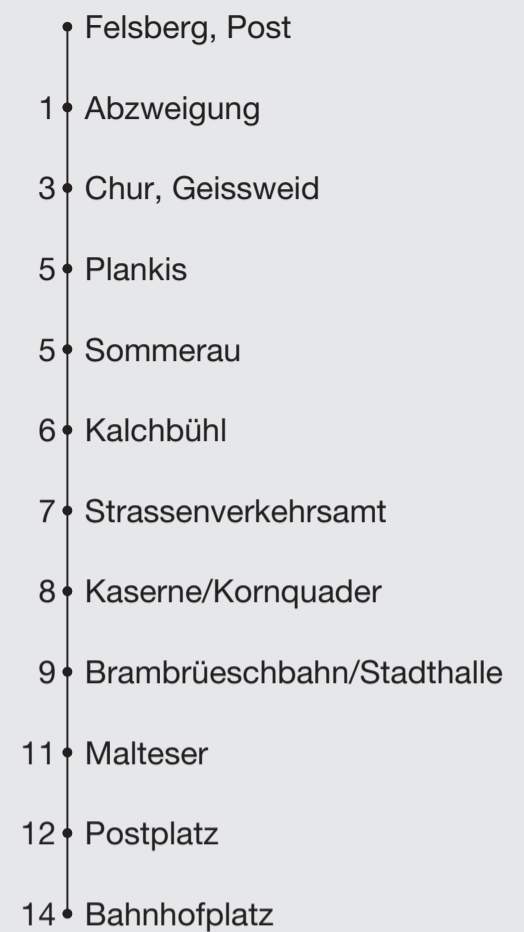 Felsberg, Post
1 Abzweigung
3 Chur, Geissweid
5 Plankis
5 Sommerau
6 Kalchbühl
7 Strassenverkehrsamt
8 Kaserne/Kornquader
9 Brambrüeschbahn/Stadthalle
11 Malteser
12 Postplatz
14 Bahnhofplatz